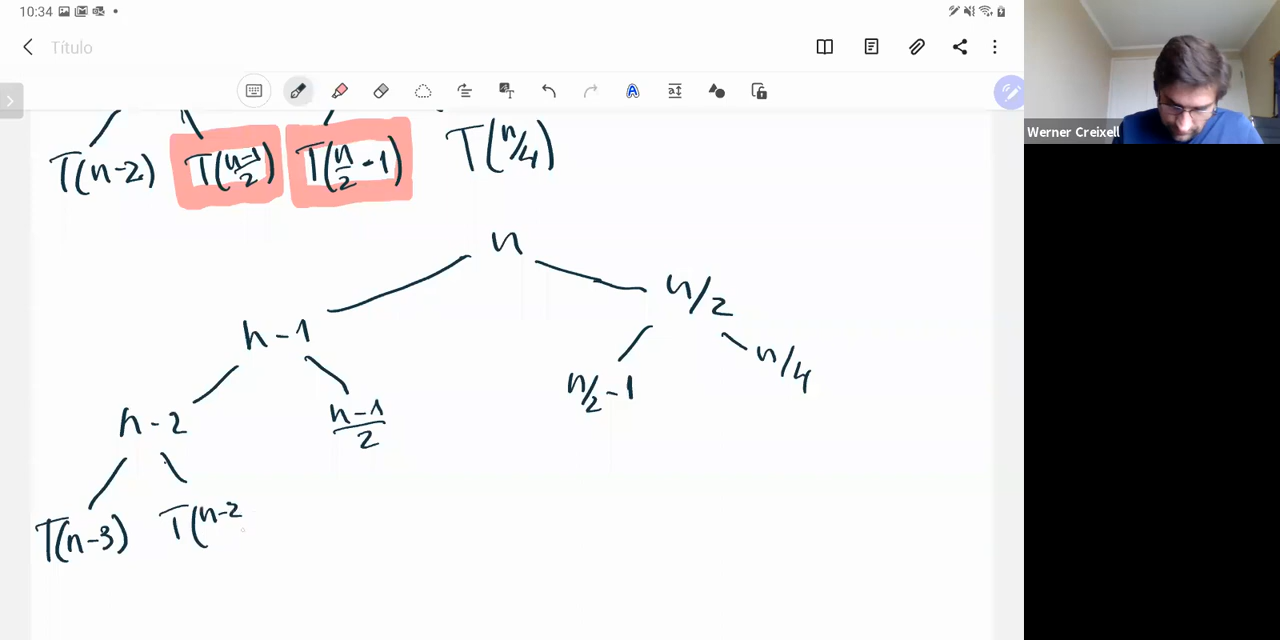 10:34
Título
Werner Creixell
T(n-2) T(n-1/2) T(n/2-1) T(n/4)
n
n-1 n/2
n-2 n-1/2 n/2-1 n/4
T(n-3) T(n-2